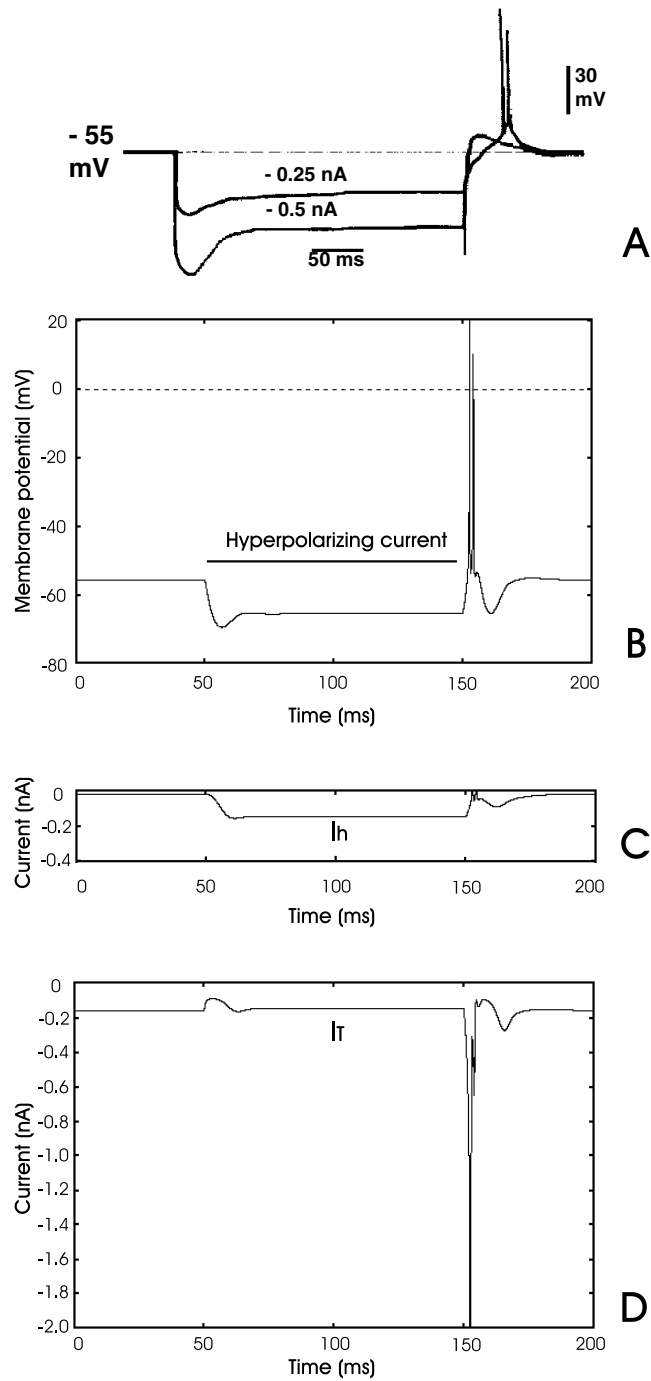 30
mV
- 55
mV
- 0.25 nA
- 0.5 nA
50 ms
A
20
0
-20
-40
-60
-80
Membrane potential (mV)
Hyperpolarizing current
0 50 100 150 200
Time (ms)
B
0
-0.2
-0.4
Current (nA)
Ih
0 50 100 150 200
Time (ms)
C
0
-0.2
-0.4
-0.6
-0.8
-1.0
-1.2
-1.4
-1.6
-1.8
-2.0
Current (nA)
IT
0 50 100 150 200
Time (ms)
D